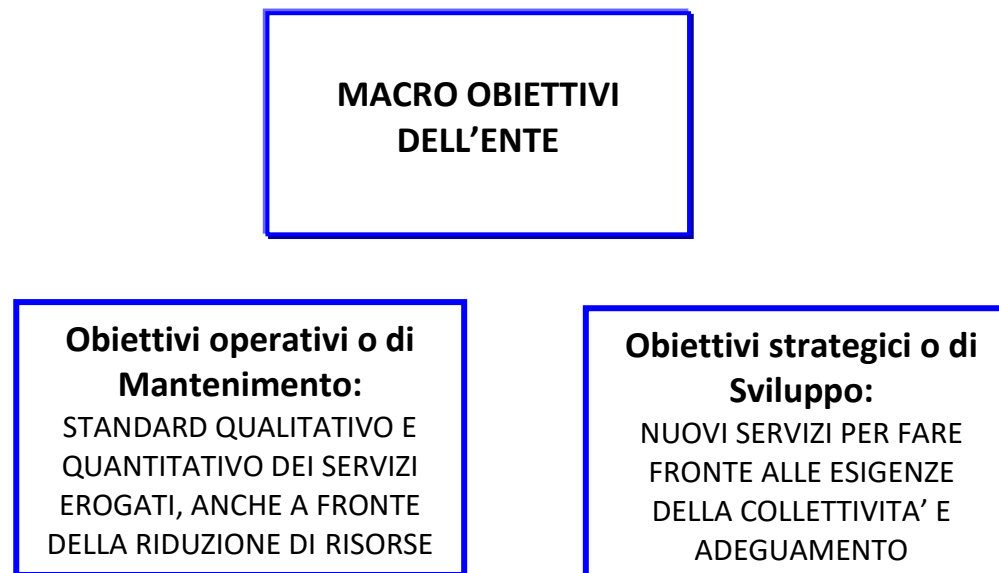 MACRO OBIETTIVI
DELL’ENTE
Obiettivi operativi o di
Mantenimento:
STANDARD QUALITATIVO E
QUANTITATIVO DEI SERVIZI
EROGATI, ANCHE A FRONTE
DELLA RIDUZIONE DI RISORSE
Obiettivi strategici o di
Sviluppo:
NUOVI SERVIZI PER FARE
FRONTE ALLE ESIGENZE
DELLA COLLETTIVITA’ E
ADEGUAMENTO